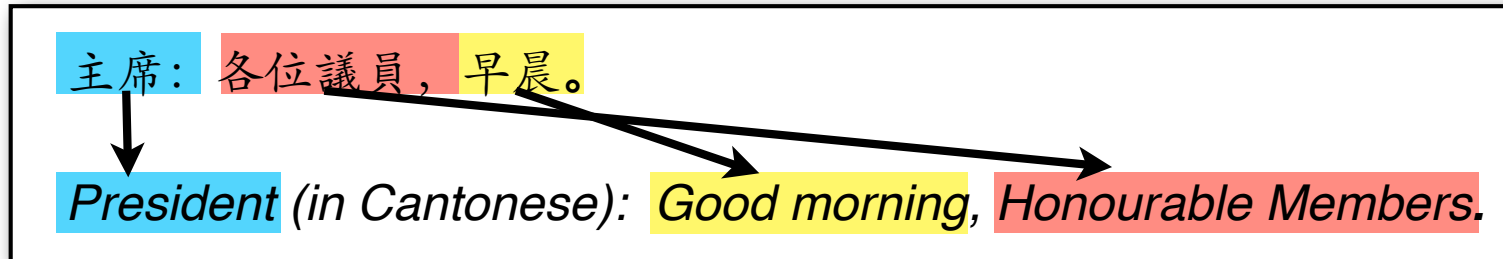 主席: 各位議員, 早晨。
President (in Cantonese): Good morning, Honourable Members.